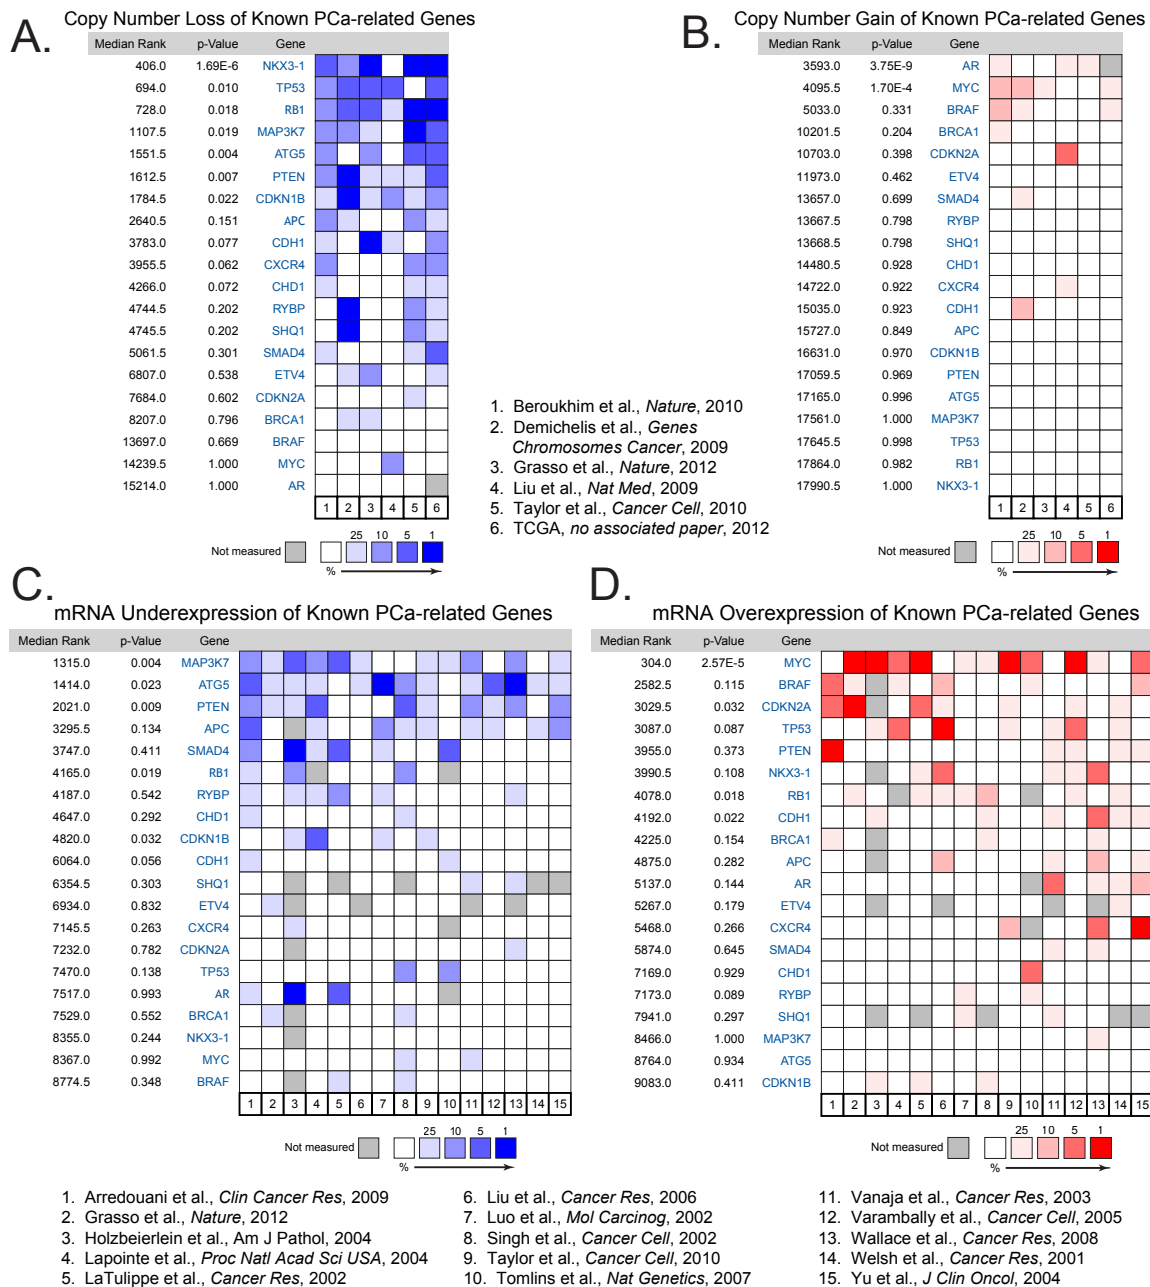 A.
Copy Number Loss of Known PCa-related Genes
Median Rank p-Value Gene
406.0 1.69E-6 NKX3-1
694.0 0.010 TP53
728.0 0.018 RB1
1107.5 0.019 MAP3K7
1551.5 0.004 ATG5
1612.5 0.007 PTEN
1784.5 0.022 CDKN1B
2640.5 0.151 APC
3783.0 0.077 CDH1
3955.5 0.062 CXCR4
4266.0 0.072 CHD1
4744.5 0.202 RYBP
4745.5 0.202 SHQ1
5061.5 0.301 SMAD4
6807.0 0.538 ETV4
7684.0 0.602 CDKN2A
8207.0 0.796 BRCA1
13697.0 0.669 BRAF
14239.5 1.000 MYC
15214.0 1.000 AR
1 2 3 4 5 6
25 10 5 1
Not measured
%
1. Beroukhim et al., Nature, 2010
2. Demichelis et al., Genes
Chromosomes Cancer, 2009
3. Grasso et al., Nature, 2012
4. Liu et al., Nat Med, 2009
5. Taylor et al., Cancer Cell, 2010
6. TCGA, no associated paper, 2012
B.
Copy Number Gain of Known PCa-related Genes
Median Rank p-Value Gene
3593.0 3.75E-9 AR
4095.5 1.70E-4 MYC
5033.0 0.331 BRAF
10201.5 0.204 BRCA1
10703.0 0.398 CDKN2A
11973.0 0.462 ETV4
13657.0 0.699 SMAD4
13667.5 0.798 RYBP
13668.5 0.798 SHQ1
14480.5 0.928 CHD1
14722.0 0.922 CXCR4
15035.0 0.923 CDH1
15727.0 0.849 APC
16631.0 0.970 CDKN1B
17059.5 0.969 PTEN
17165.0 0.996 ATG5
17561.0 1.000 MAP3K7
17645.5 0.998 TP53
17864.0 0.982 RB1
17990.5 1.000 NKX3-1
1 2 3 4 5 6
25 10 5 1
Not measured
%
C.
mRNA Underexpression of Known PCa-related Genes
Median Rank p-Value Gene
1315.0 0.004 MAP3K7
1414.0 0.023 ATG5
2021.0 0.009 PTEN
3295.5 0.134 APC
3747.0 0.411 SMAD4
4165.0 0.019 RB1
4187.0 0.542 RYBP
4647.0 0.292 CHD1
4820.0 0.032 CDKN1B
6064.0 0.056 CDH1
6354.5 0.303 SHQ1
6934.0 0.832 ETV4
7145.5 0.263 CXCR4
7232.0 0.782 CDKN2A
7470.0 0.138 TP53
7517.0 0.993 AR
7529.0 0.552 BRCA1
8355.0 0.244 NKX3-1
8367.0 0.992 MYC
8774.5 0.348 BRAF
1 2 3 4 5 6 7 8 9 10 11 12 13 14 15
25 10 5 1
Not measured
%
D.
mRNA Overexpression of Known PCa-related Genes
Median Rank p-Value Gene
304.0 2.57E-5 MYC
2582.5 0.115 BRAF
3029.5 0.032 CDKN2A
3087.0 0.087 TP53
3955.0 0.373 PTEN
3990.5 0.108 NKX3-1
4078.0 0.018 RB1
4192.0 0.022 CDH1
4225.0 0.154 BRCA1
4875.0 0.282 APC
5137.0 0.144 AR
5267.0 0.179 ETV4
5468.0 0.266 CXCR4
5874.0 0.645 SMAD4
7169.0 0.929 CHD1
7173.0 0.089 RYBP
7941.0 0.297 SHQ1
8466.0 1.000 MAP3K7
8764.0 0.934 ATG5
9083.0 0.411 CDKN1B
1 2 3 4 5 6 7 8 9 10 11 12 13 14 15
25 10 5 1
Not measured
%
1. Arredouani et al., Clin Cancer Res, 2009
2. Grasso et al., Nature, 2012
3. Holzbeierlein et al., Am J Pathol, 2004
4. Lapointe et al., Proc Natl Acad Sci USA, 2004
5. LaTulippe et al., Cancer Res, 2002
6. Liu et al., Cancer Res, 2006
7. Luo et al., Mol Carcinog, 2002
8. Singh et al., Cancer Cell, 2002
9. Taylor et al., Cancer Cell, 2010
10. Tomlins et al., Nat Genetics, 2007
11. Vanaja et al., Cancer Res, 2003
12. Varambally et al., Cancer Cell, 2005
13. Wallace et al., Cancer Res, 2008
14. Welsh et al., Cancer Res, 2001
15. Yu et al., J Clin Oncol, 2004